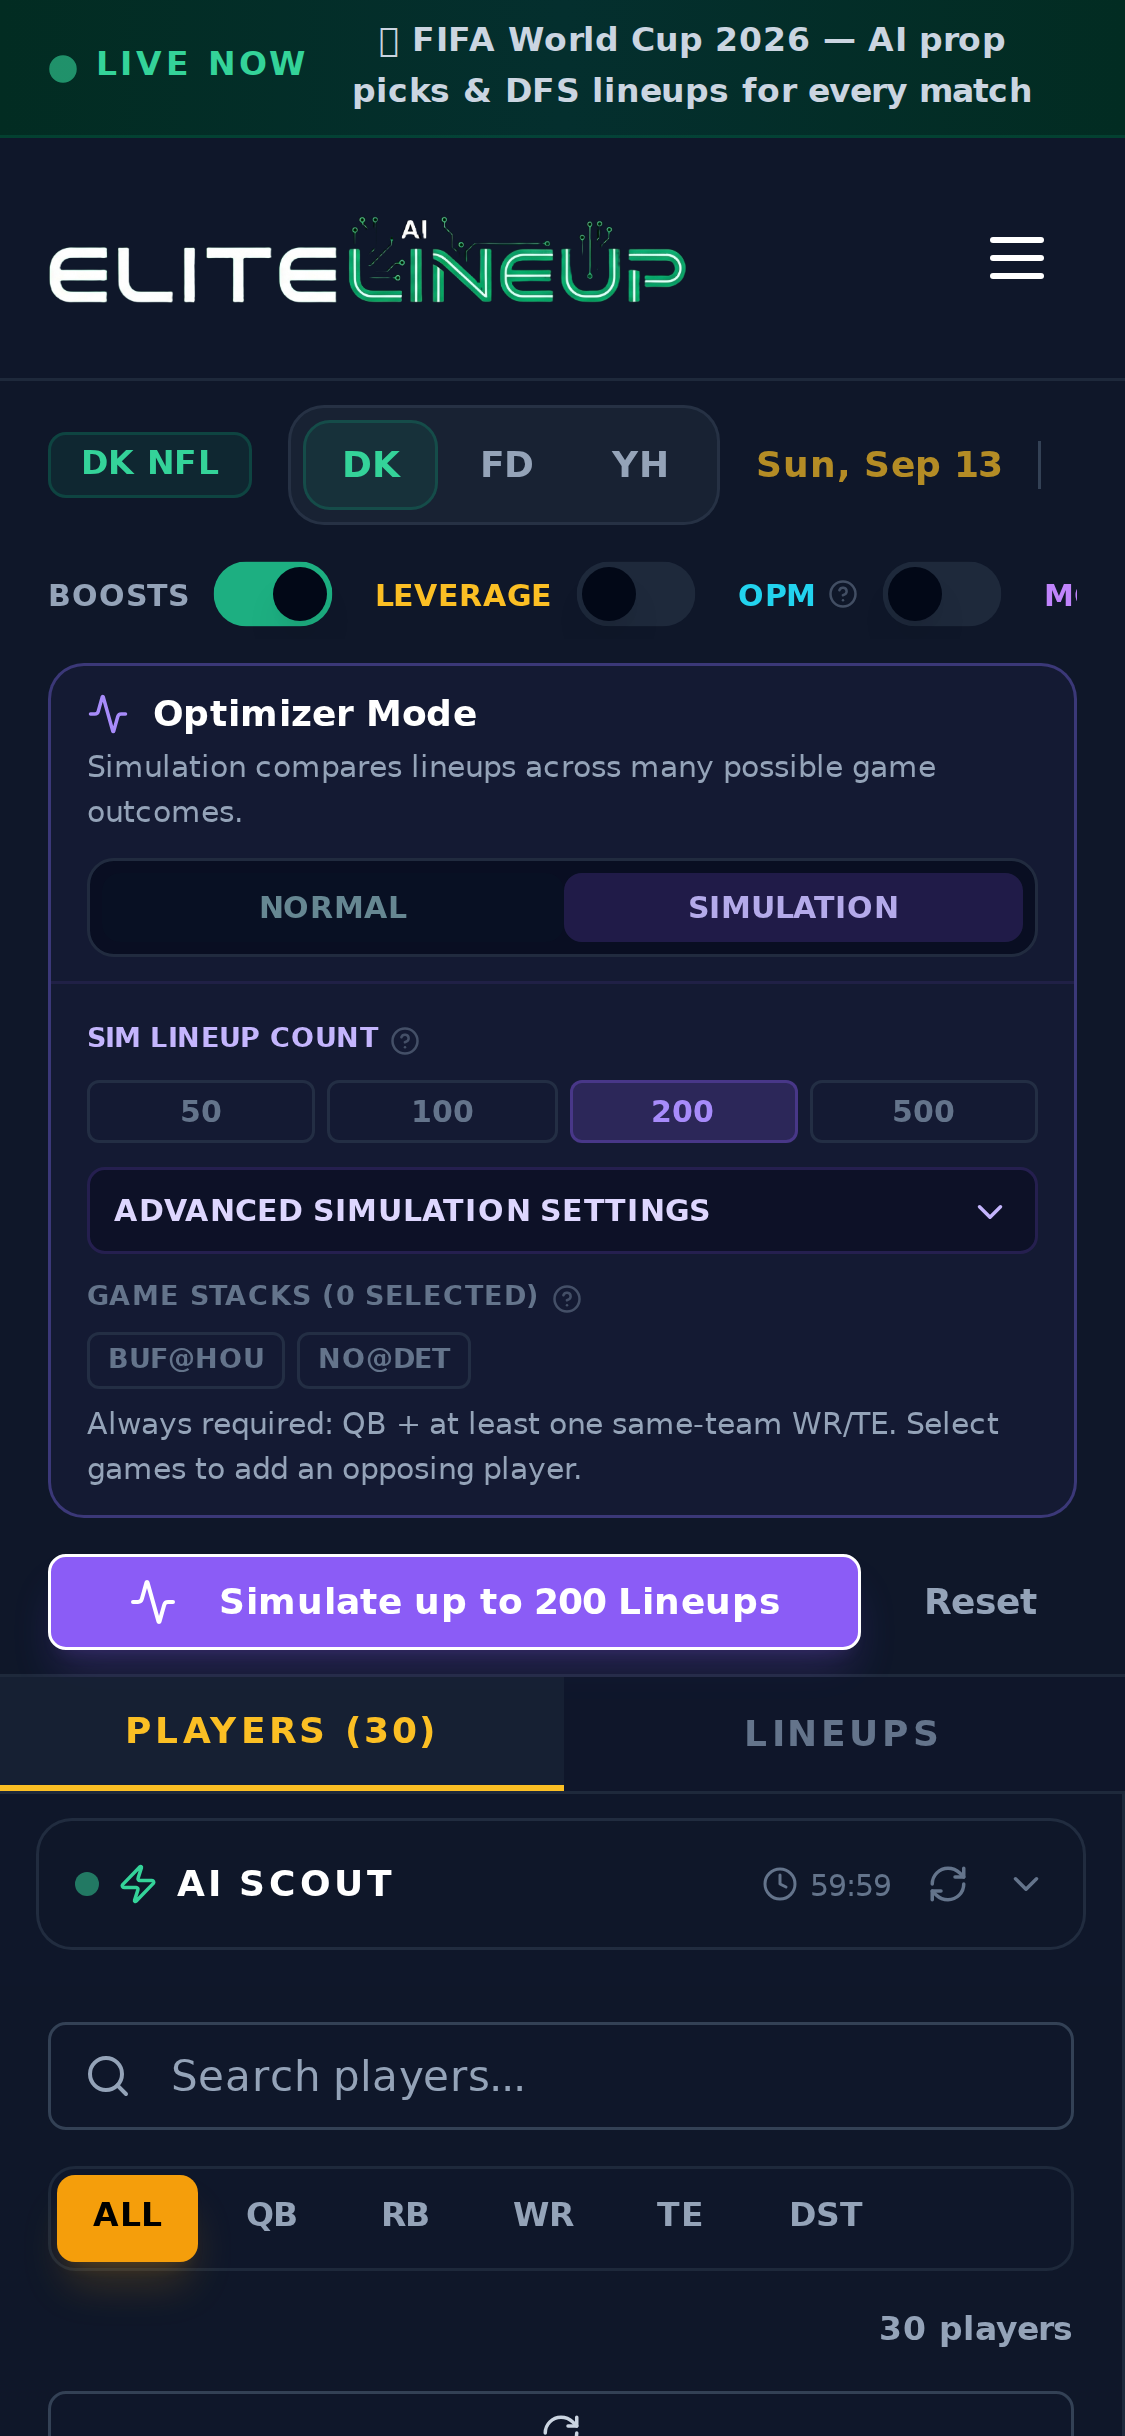 LIVE NOW
FIFA World Cup 2026 — AI prop
picks & DFS lineups for every match
ELITE LINEUP AI
DK NFL
DK FD YH
Sun, Sep 13
BOOSTS
LEVERAGE
OPM
Optimizer Mode
Simulation compares lineups across many possible game
outcomes.
NORMAL
SIMULATION
SIM LINEUP COUNT
50 100 200 500
ADVANCED SIMULATION SETTINGS
GAME STACKS (0 SELECTED)
BUF@HOU NO@DET
Always required: QB + at least one same-team WR/TE. Select
games to add an opposing player.
Simulate up to 200 Lineups
Reset
PLAYERS (30)
LINEUPS
AI SCOUT
59:59
Search players...
ALL QB RB WR TE DST
30 players